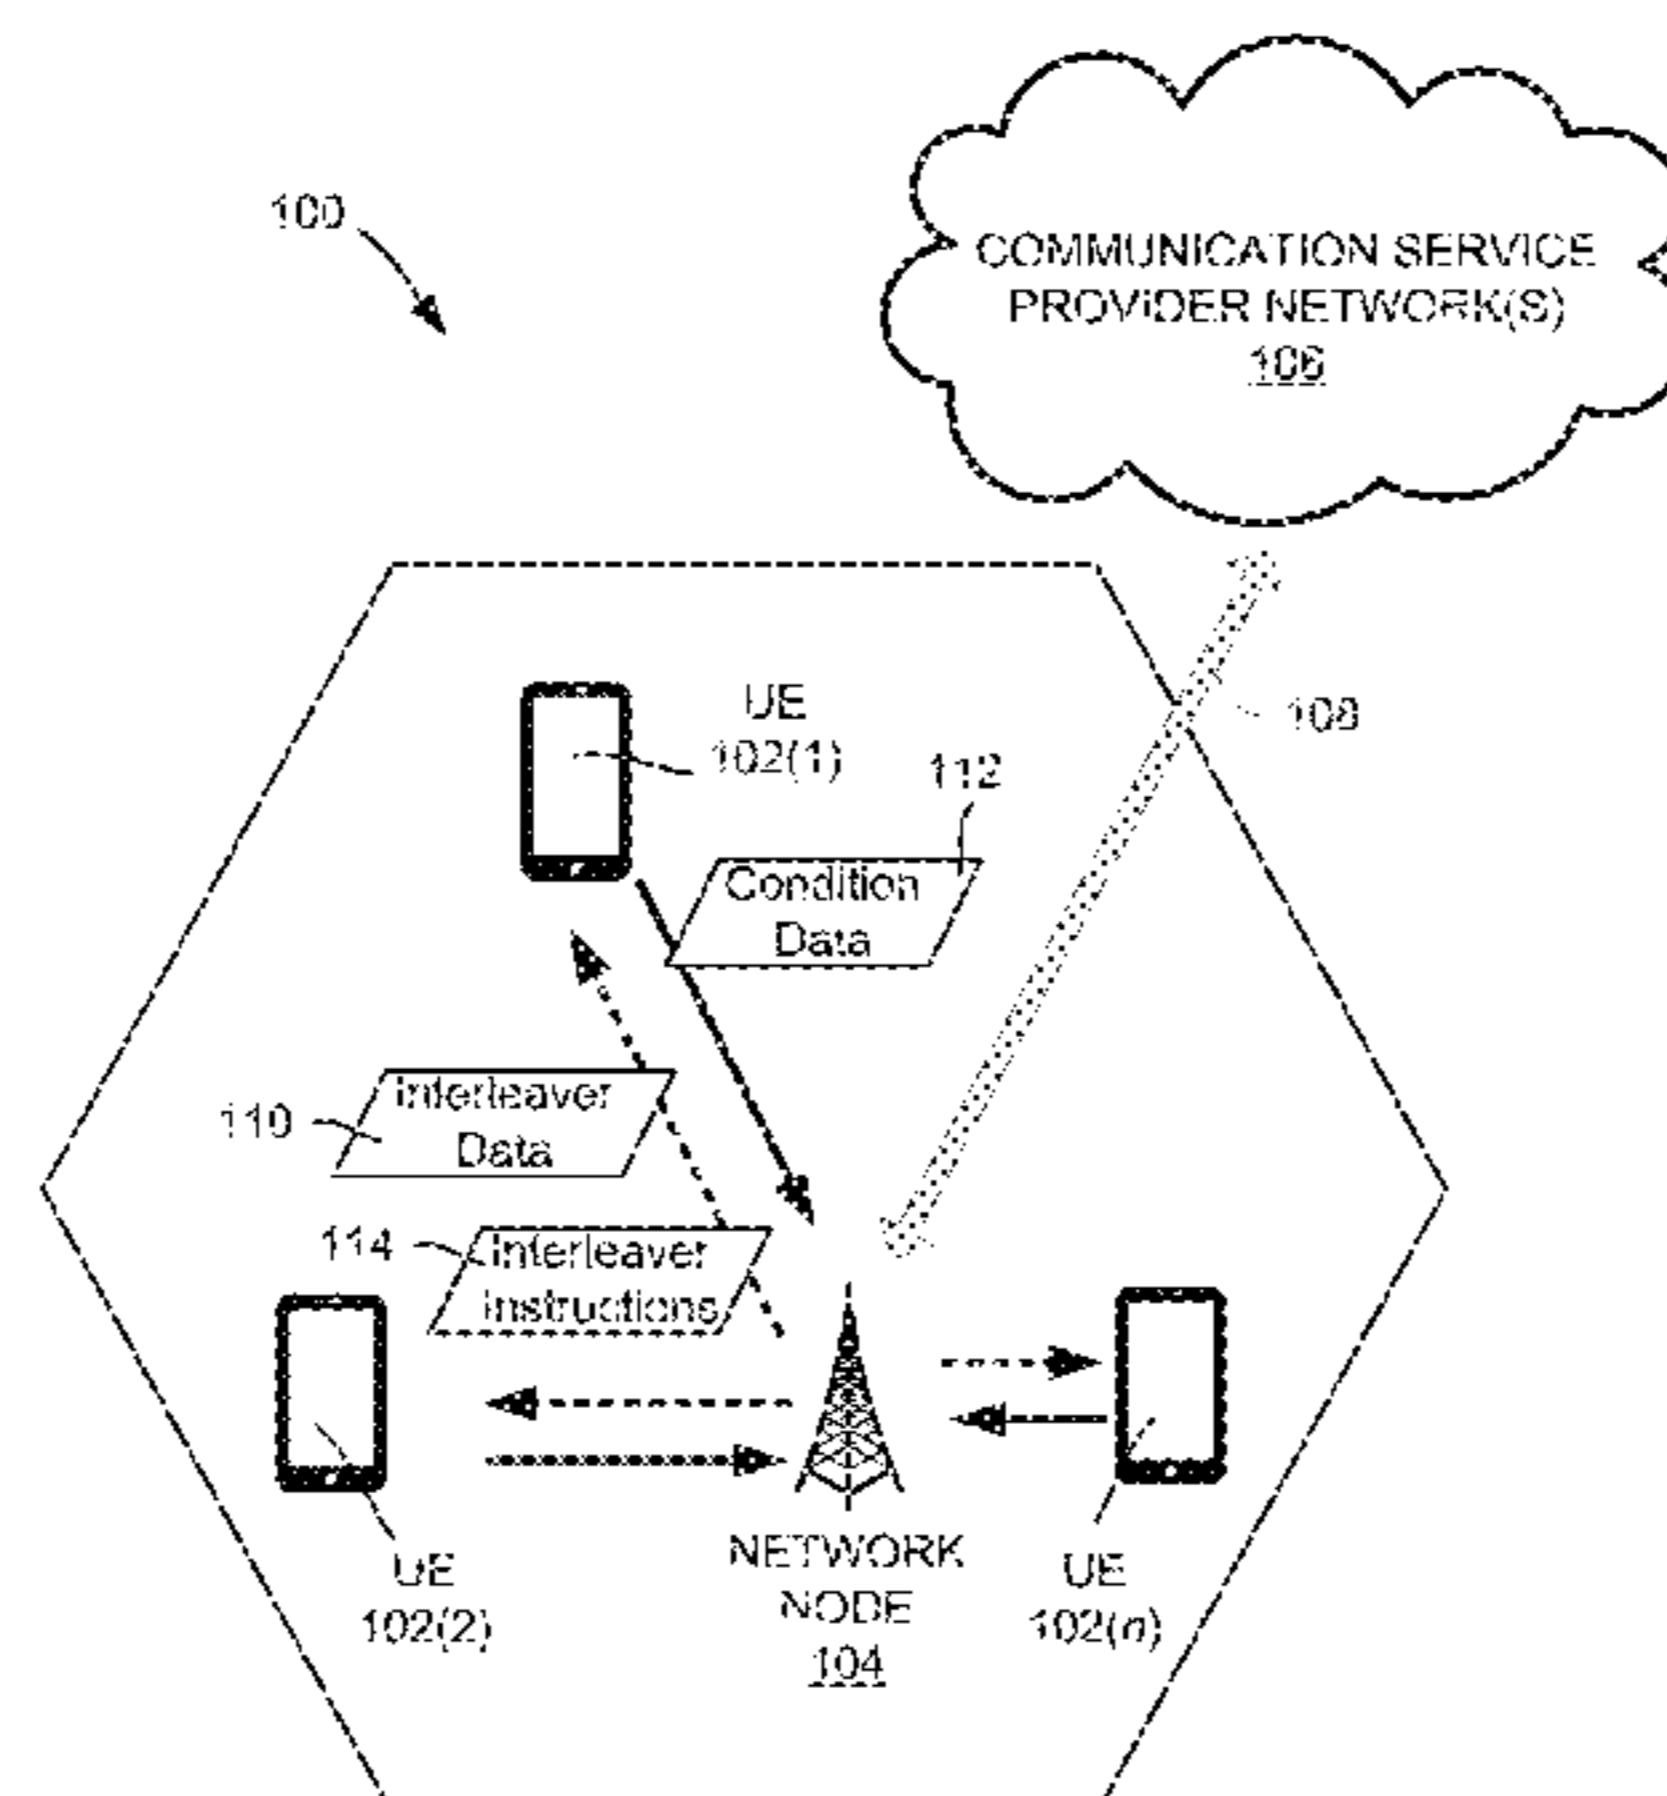 100
COMMUNICATION SERVICE
PROVIDER NETWORK(S)
106
UE
102(1)
108
112
Condition
Data
110
Interleaver
Data
114
Interleaver
Instructions
UE
102(2)
NETWORK
NODE
104
UE
102(n)